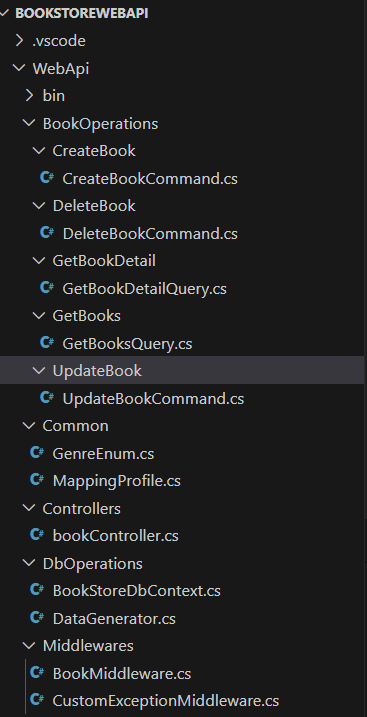 BOOKSTOREWEBAPI
.vscode
WebApi
bin
BookOperations
CreateBook
C# CreateBookCommand.cs
DeleteBook
C# DeleteBookCommand.cs
GetBookDetail
C# GetBookDetailQuery.cs
GetBooks
C# GetBooksQuery.cs
UpdateBook
C# UpdateBookCommand.cs
Common
C# GenreEnum.cs
C# MappingProfile.cs
Controllers
C# bookController.cs
DbOperations
C# BookStoreDbContext.cs
C# DataGenerator.cs
Middlewares
C# BookMiddleware.cs
C# CustomExceptionMiddleware.cs